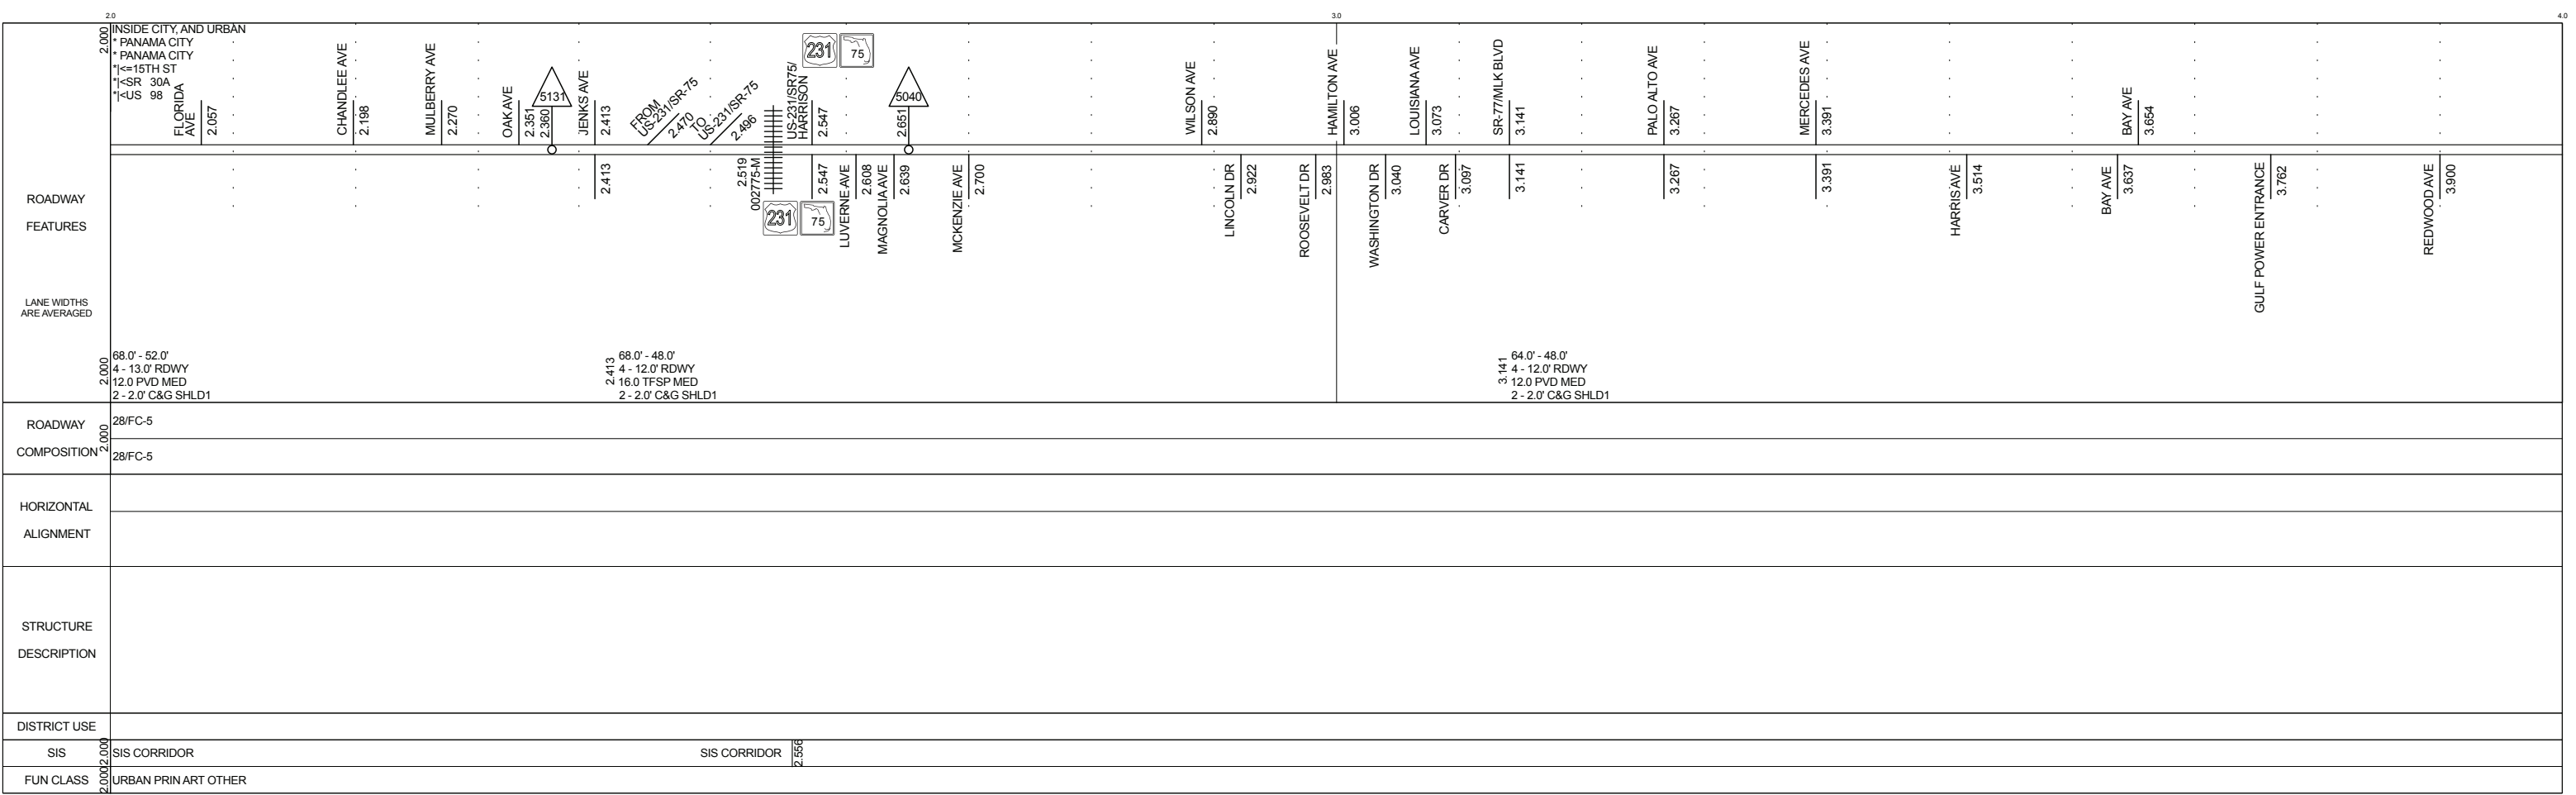 2.0
3.0
4.0
2.000
INSIDE CITY, AND URBAN
* PANAMA CITY
* PANAMA CITY
*|<=15TH ST
*|<SR 30A
*|<US 98
FLORIDA
AVE
2.057
CHANDLEE AVE
2.198
MULBERRY AVE
2.270
OAK AVE
2.351
2.360
5131
JENKS AVE
2.413
FROM
US-231/SR-75
2.470
TO
US-231/SR-75
2.496
US-231/SR75/
HARRISON
2.547
231
75
2.651
5040
WILSON AVE
2.890
HAMILTON AVE
3.006
LOUISIANA AVE
3.073
SR-77/MLK BLVD
3.141
PALO ALTO AVE
3.267
MERCEDES AVE
3.391
BAY AVE
3.654
ROADWAY
FEATURES
2.413
2.519
002775-M
2.547
231
75
LUVERNE AVE
2.608
MAGNOLIA AVE
2.639
MCKENZIE AVE
2.700
LINCOLN DR
2.922
ROOSEVELT DR
2.983
WASHINGTON DR
3.040
CARVER DR
3.097
3.141
3.267
3.391
HARRIS AVE
3.514
BAY AVE
3.637
GULF POWER ENTRANCE
3.762
REDWOOD AVE
3.900
LANE WIDTHS
ARE AVERAGED
2.000
68.0' - 52.0'
4 - 13.0' RDWY
12.0 PVD MED
2 - 2.0' C&G SHLD1
2.413
68.0' - 48.0'
4 - 12.0' RDWY
16.0 TFSP MED
2 - 2.0' C&G SHLD1
3.141
64.0' - 48.0'
4 - 12.0' RDWY
12.0 PVD MED
2 - 2.0' C&G SHLD1
ROADWAY
COMPOSITION
2.000
28/FC-5
28/FC-5
HORIZONTAL
ALIGNMENT
STRUCTURE
DESCRIPTION
DISTRICT USE
SIS
2.000
SIS CORRIDOR
SIS CORRIDOR
2.556
FUN CLASS
2.000
URBAN PRIN ART OTHER